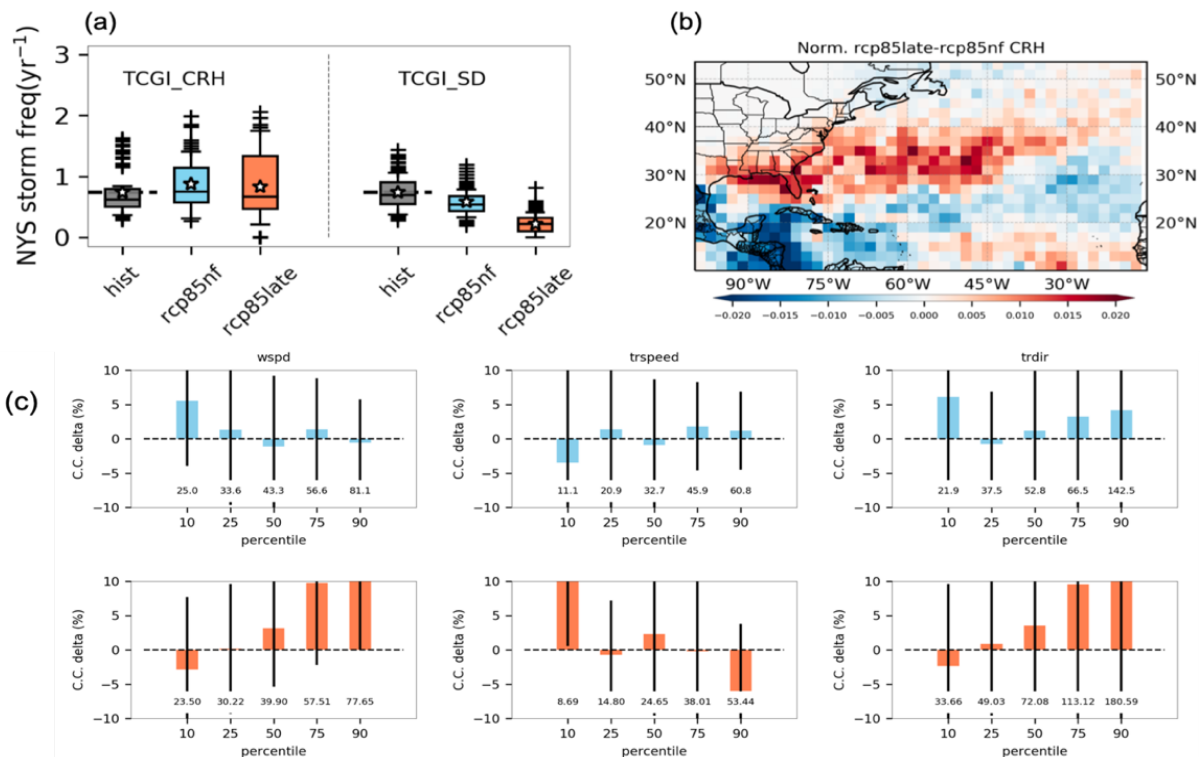 (a)
NYS storm freq(yr⁻¹)
3
2
1
0
TCGI_CRH
TCGI_SD
hist
rcp85nf
rcp85late
hist
rcp85nf
rcp85late
(b)
Norm. rcp85late-rcp85nf CRH
50°N 50°N
40°N 40°N
30°N 30°N
20°N 20°N
90°W 75°W 60°W 45°W 30°W
−0.020 −0.015 −0.010 −0.005 0.000 0.005 0.010 0.015 0.020
(c)
wspd
C.C. delta (%)
10
5
0
−5
−10
25.0 33.6 43.3 56.6 81.1
10 25 50 75 90
percentile
trspeed
C.C. delta (%)
10
5
0
−5
−10
11.1 20.9 32.7 45.9 60.8
10 25 50 75 90
percentile
trdir
C.C. delta (%)
10
5
0
−5
−10
21.9 37.5 52.8 66.5 142.5
10 25 50 75 90
percentile
C.C. delta (%)
10
5
0
−5
−10
23.50 30.22 39.90 57.51 77.65
10 25 50 75 90
percentile
C.C. delta (%)
10
5
0
−5
−10
8.69 14.80 24.65 38.01 53.44
10 25 50 75 90
percentile
C.C. delta (%)
10
5
0
−5
−10
33.66 49.03 72.08 113.12 180.59
10 25 50 75 90
percentile